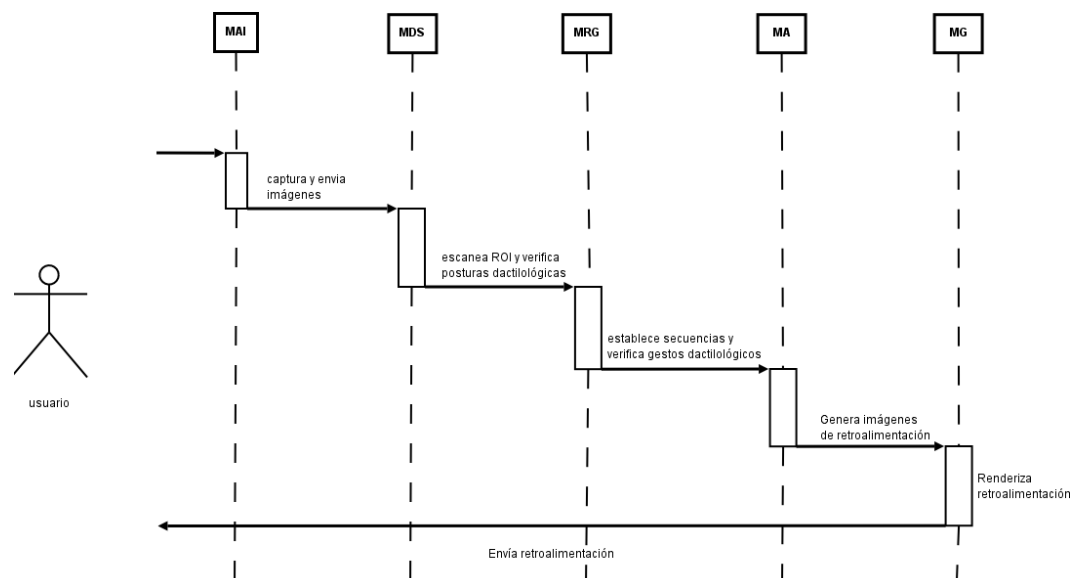 MAI
MDS
MRG
MA
MG
captura y envia
imágenes
escanea ROI y verifica
posturas dactilológicas
establece secuencias y
verifica gestos dactilológicos
usuario
Genera imágenes
de retroalimentación
Renderiza
retroalimentación
Envía retroalimentación